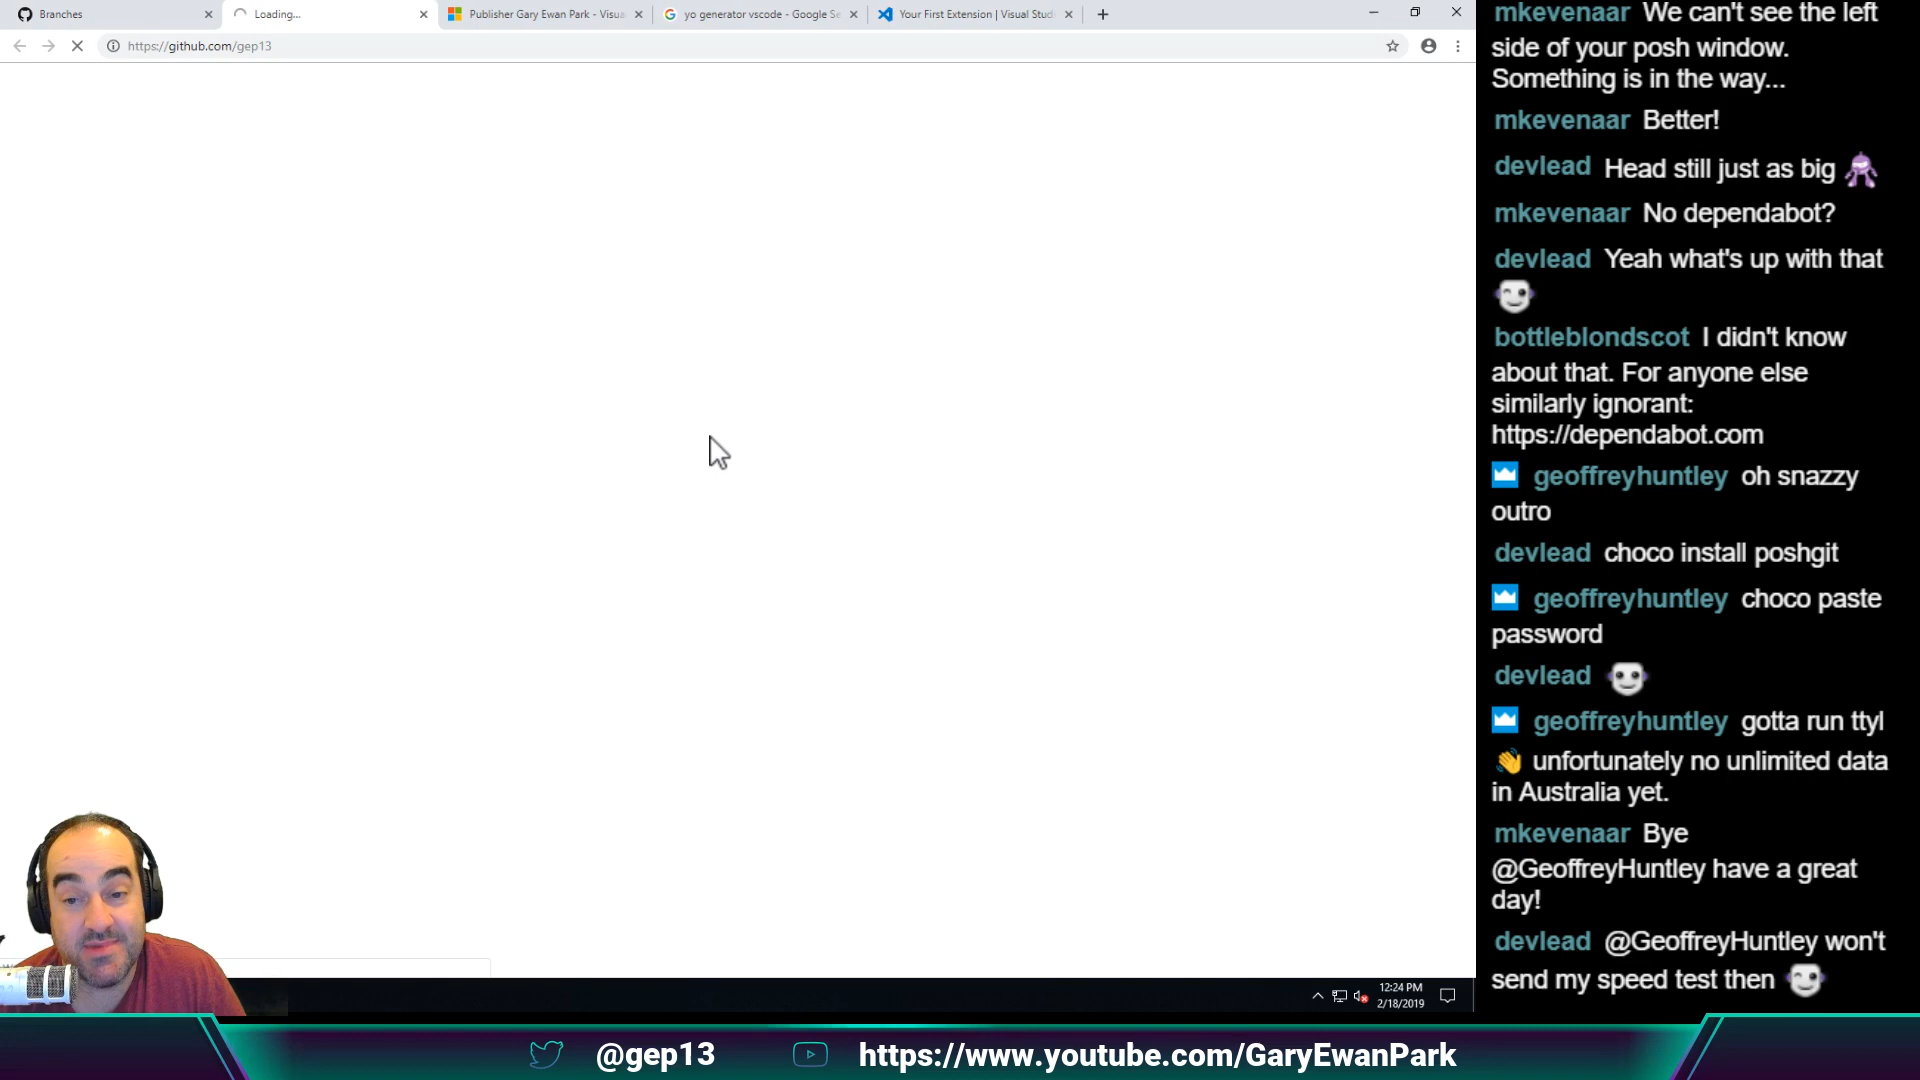 Branches
Loading...
Publisher Gary Ewan Park - Visua
yo generator vscode - Google Se
Your First Extension | Visual Stud
https://github.com/gep13
mkevenaar We can't see the left
side of your posh window.
Something is in the way...
mkevenaar Better!
devlead Head still just as big
mkevenaar No dependabot?
devlead Yeah what's up with that
bottleblondscot I didn't know
about that. For anyone else
similarly ignorant:
https://dependabot.com
geoffreyhuntley oh snazzy
outro
devlead choco install poshgit
geoffreyhuntley choco paste
password
devlead
geoffreyhuntley gotta run ttyl
unfortunately no unlimited data
in Australia yet.
mkevenaar Bye
@GeoffreyHuntley have a great
day!
devlead @GeoffreyHuntley won't
send my speed test then
12:24 PM
2/18/2019
@gep13
https://www.youtube.com/GaryEwanPark